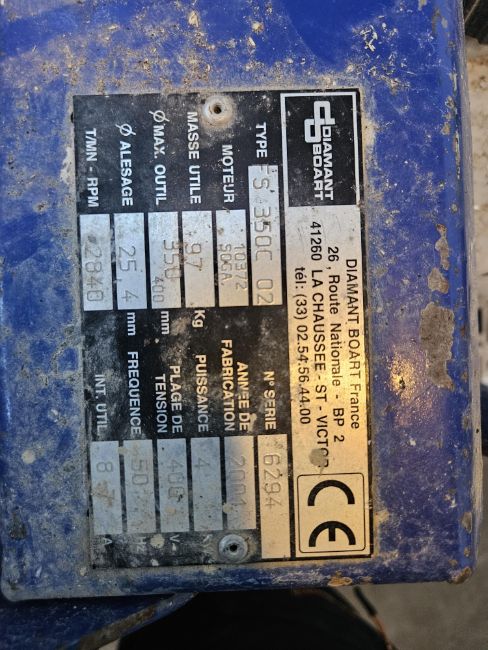 DIAMANT
BOART
DIAMANT BOART France
26, Route Nationale - BP 2
41260 LA CHAUSSEE - ST - VICTOR
tél: (33) 02.54.56.44.00
CE
TYPE FS 350C 02
N° SERIE 6294
MOTEUR 10372 SOGA
ANNEE DE FABRICATION 2001
MASSE UTILE 97 Kg
PUISSANCE 4
Ø MAX. OUTIL 350 400 mm
PLAGE DE TENSION 400 V
Ø ALESAGE 25,4 mm
FREQUENCE 50
T/MN - RPM 2840
INT. UTIL 8 A